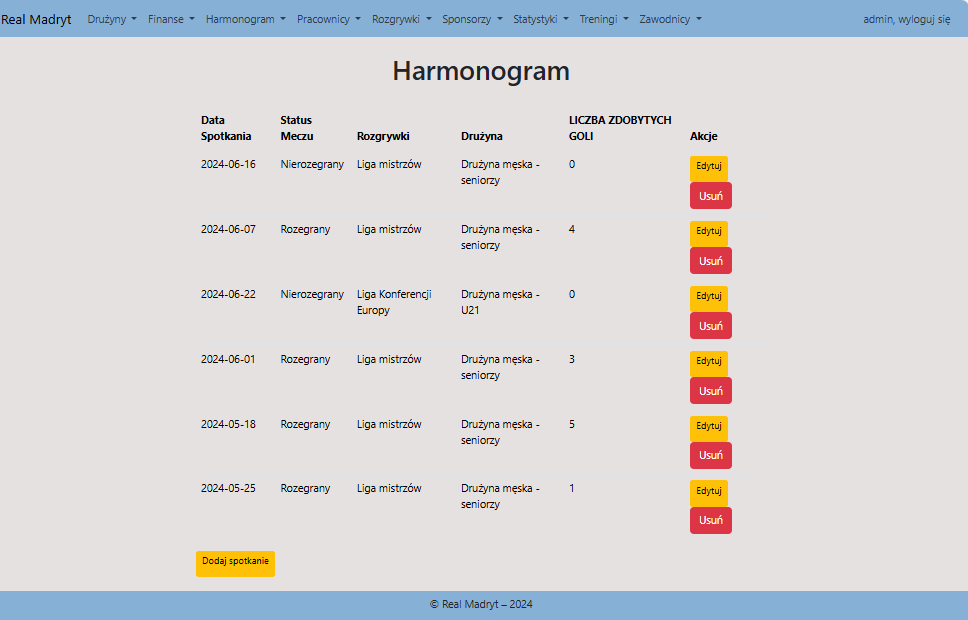 Real Madryt Drużyny Finanse Harmonogram Pracownicy Rozgrywki Sponsorzy Statystyki Treningi Zawodnicy admin, wyloguj się
Harmonogram
Data Status LICZBA ZDOBYTYCH
Spotkania Meczu Rozgrywki Drużyna GOLI Akcje
2024-06-16 Nierozegrany Liga mistrzów Drużyna męska - 0 Edytuj
seniorzy
Usuń
2024-06-07 Rozegrany Liga mistrzów Drużyna męska - 4 Edytuj
seniorzy
Usuń
2024-06-22 Nierozegrany Liga Konferencji Drużyna męska - 0 Edytuj
Europy U21
Usuń
2024-06-01 Rozegrany Liga mistrzów Drużyna męska - 3 Edytuj
seniorzy
Usuń
2024-05-18 Rozegrany Liga mistrzów Drużyna męska - 5 Edytuj
seniorzy
Usuń
2024-05-25 Rozegrany Liga mistrzów Drużyna męska - 1 Edytuj
seniorzy
Usuń
Dodaj spotkanie
© Real Madryt – 2024